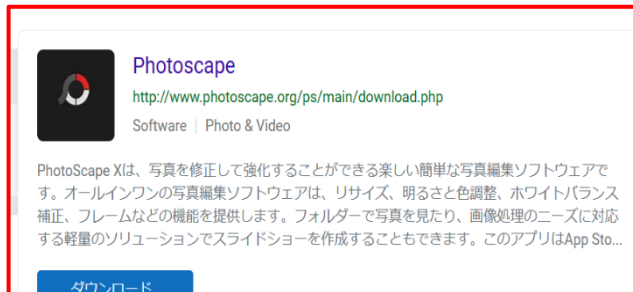 Photoscape
http://www.photoscape.org/ps/main/download.php
Software | Photo & Video
PhotoScape Xは、写真を修正して強化することができる楽しい簡単な写真編集ソフトウェアで
す。オールインワンの写真編集ソフトウェアは、リサイズ、明るさと色調整、ホワイトバランス
補正、フレームなどの機能を提供します。フォルダーで写真を見たり、画像処理のニーズに対応
する軽量のソリューションでスライドショーを作成することもできます。このアプリはApp Sto...
ダウンロード